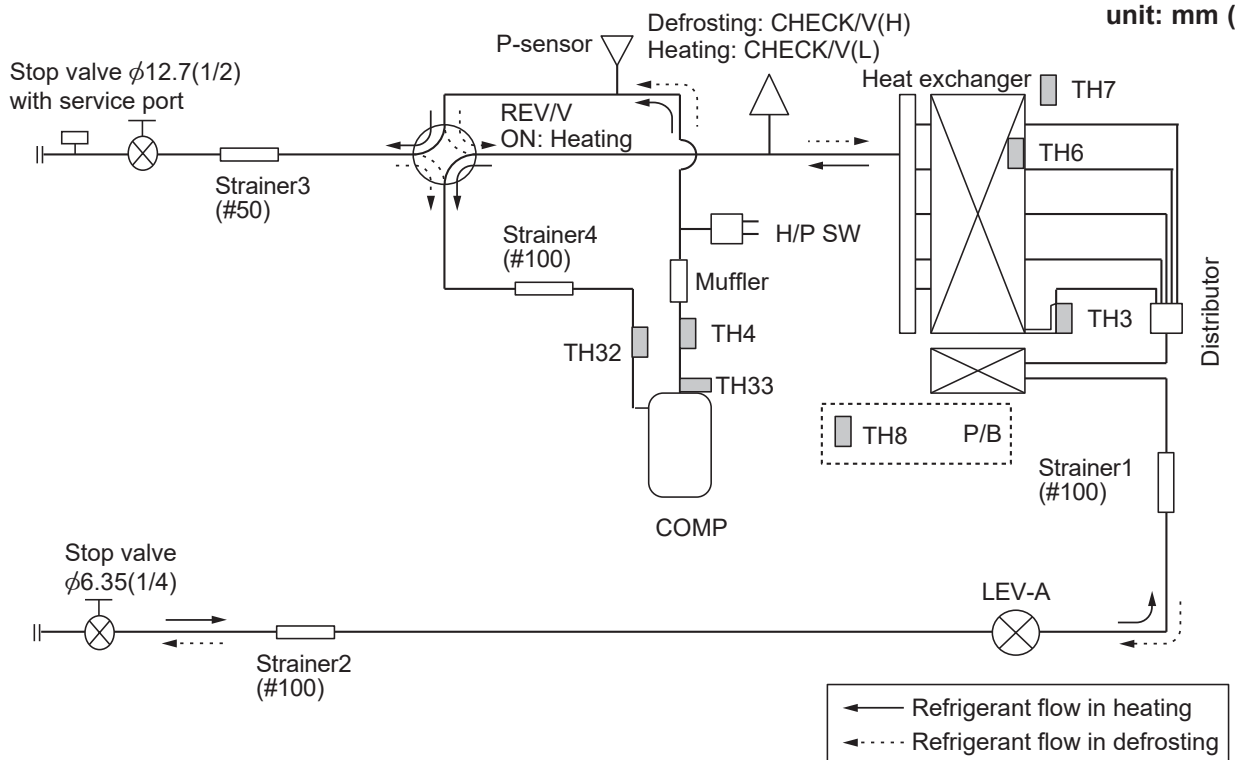 unit: mm (
Defrosting: CHECK/V(H)
Heating: CHECK/V(L)
P-sensor
Stop valve ϕ12.7(1/2)
with service port
Heat exchanger
TH7
REV/V
ON: Heating
TH6
Strainer3
(#50)
Strainer4
(#100)
H/P SW
Muffler
TH32
TH4
TH3
Distributor
TH33
TH8
P/B
Strainer1
(#100)
COMP
Stop valve
ϕ6.35(1/4)
LEV-A
Strainer2
(#100)
Refrigerant flow in heating
Refrigerant flow in defrosting